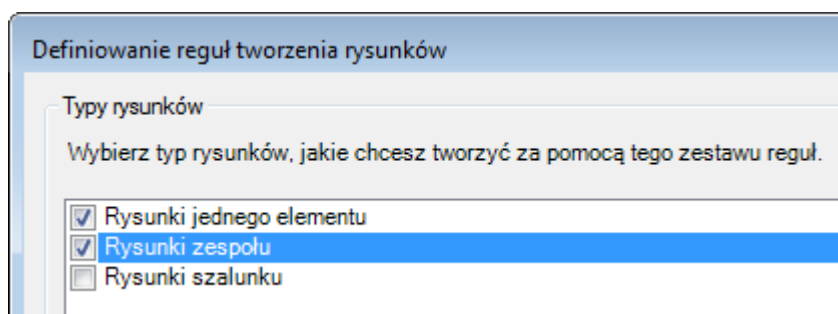 Definiowanie reguł tworzenia rysunków
Typy rysunków
Wybierz typ rysunków, jakie chcesz tworzyć za pomocą tego zestawu reguł.
Rysunki jednego elementu
Rysunki zespołu
Rysunki szalunku